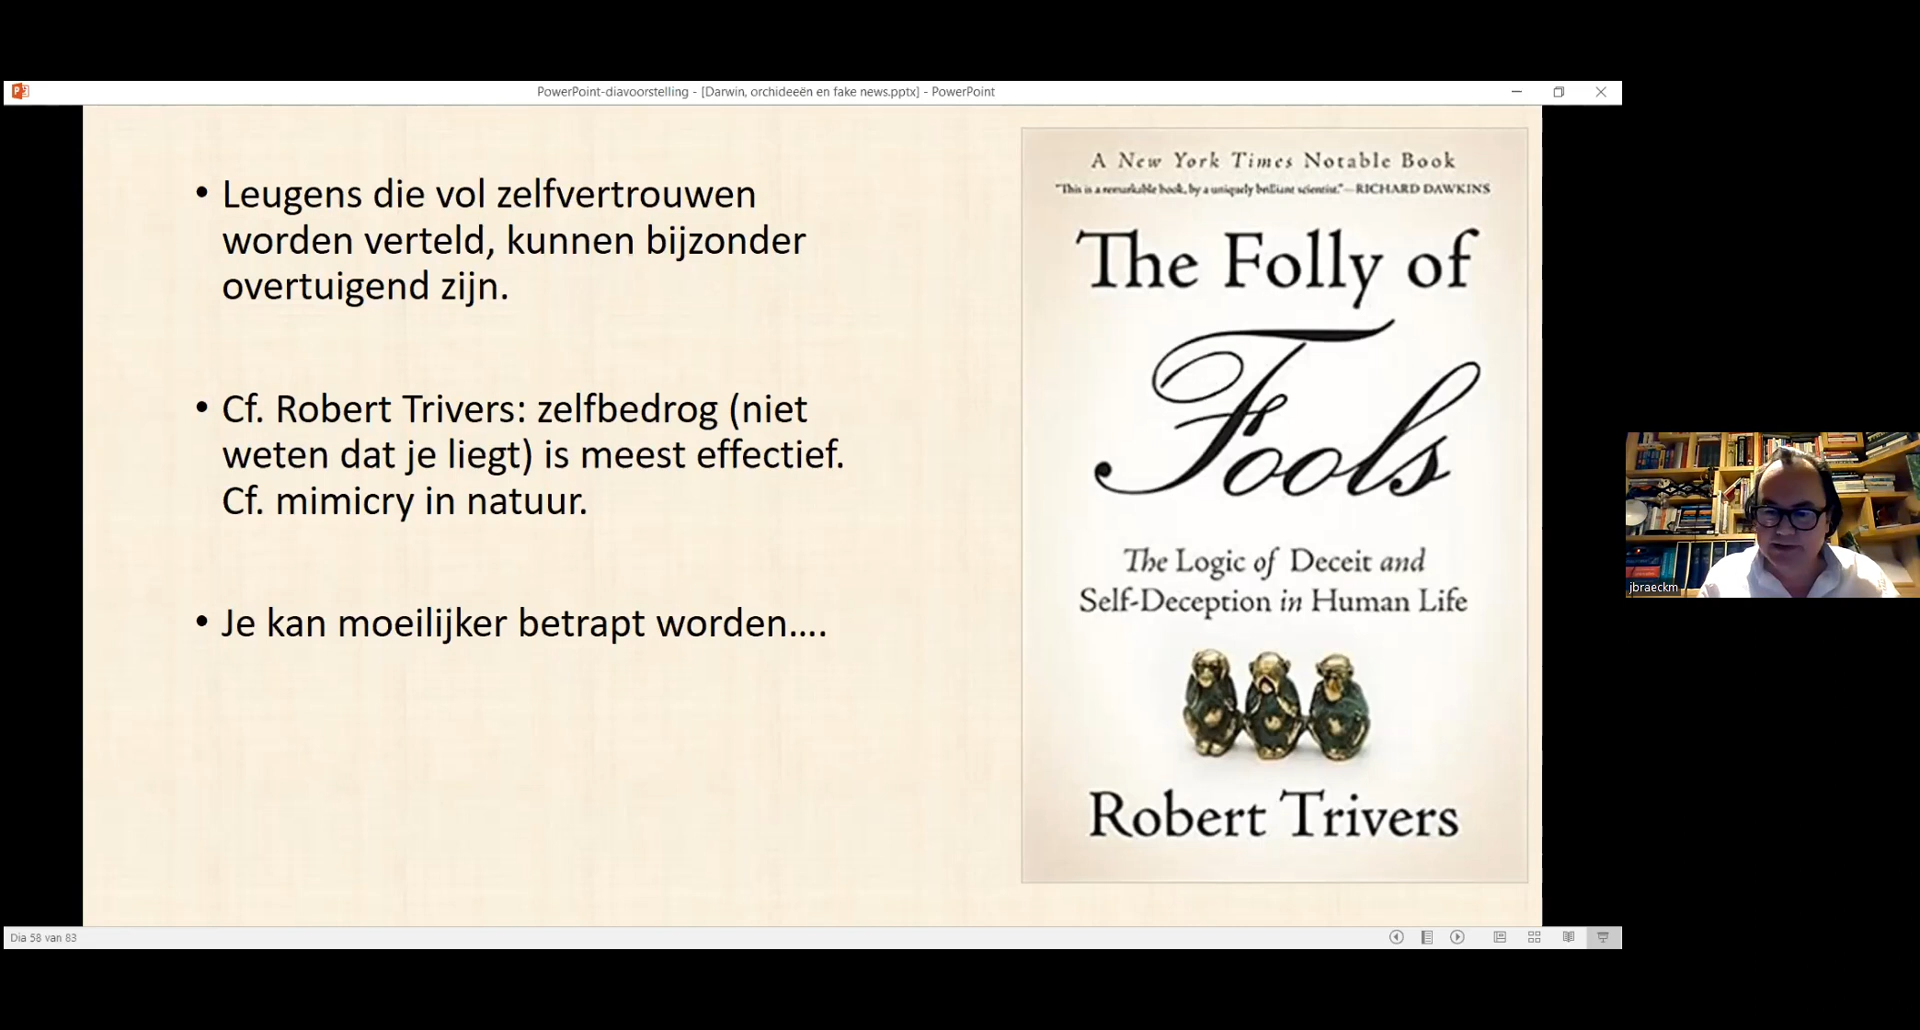 PowerPoint-diavoorstelling - [Darwin, orchideeën en fake news.pptx] - PowerPoint
• Leugens die vol zelfvertrouwen
worden verteld, kunnen bijzonder
overtuigend zijn.
• Cf. Robert Trivers: zelfbedrog (niet
weten dat je liegt) is meest effectief.
Cf. mimicry in natuur.
• Je kan moeilijker betrapt worden....
A New York Times Notable Book
"This is a remarkable book, by a uniquely brilliant scientist."—RICHARD DAWKINS
The Folly of
Fools
The Logic of Deceit and
Self-Deception in Human Life
Robert Trivers
jbraeckm
Dia 58 van 83